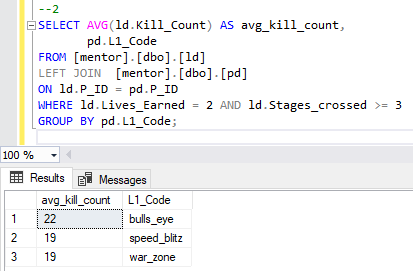 --2
SELECT AVG(ld.Kill_Count) AS avg_kill_count,
pd.L1_Code
FROM [mentor].[dbo].[ld]
LEFT JOIN [mentor].[dbo].[pd]
ON ld.P_ID = pd.P_ID
WHERE ld.Lives_Earned = 2 AND ld.Stages_crossed >= 3
GROUP BY pd.L1_Code;
100 %
Results Messages
avg_kill_count L1_Code
1 22 bulls_eye
2 19 speed_blitz
3 19 war_zone